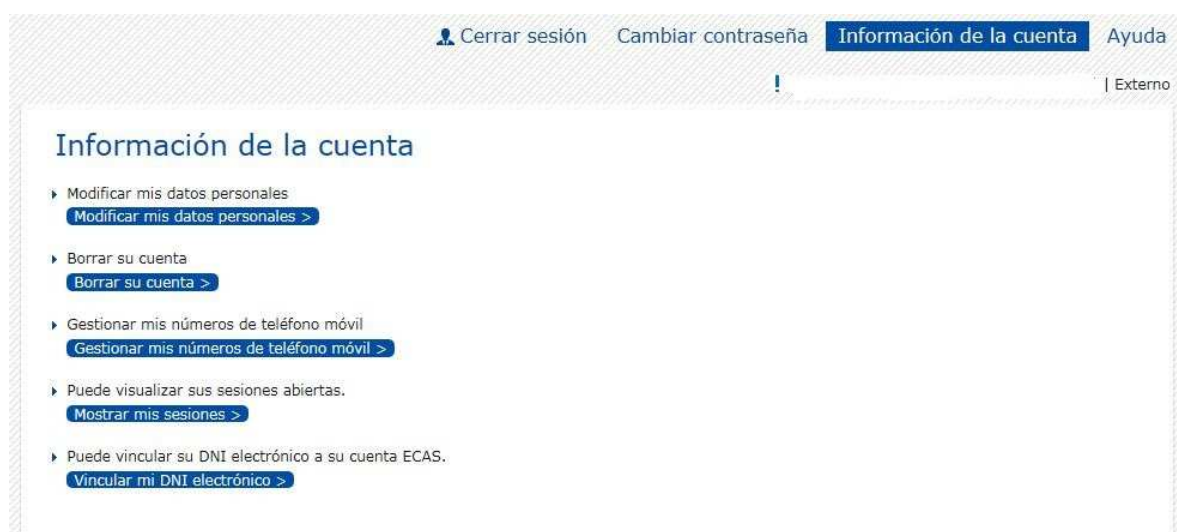 Cerrar sesión Cambiar contraseña Información de la cuenta Ayuda
! | Externo
Información de la cuenta
Modificar mis datos personales
Modificar mis datos personales >
Borrar su cuenta
Borrar su cuenta >
Gestionar mis números de teléfono móvil
Gestionar mis números de teléfono móvil >
Puede visualizar sus sesiones abiertas.
Mostrar mis sesiones >
Puede vincular su DNI electrónico a su cuenta ECAS.
Vincular mi DNI electrónico >